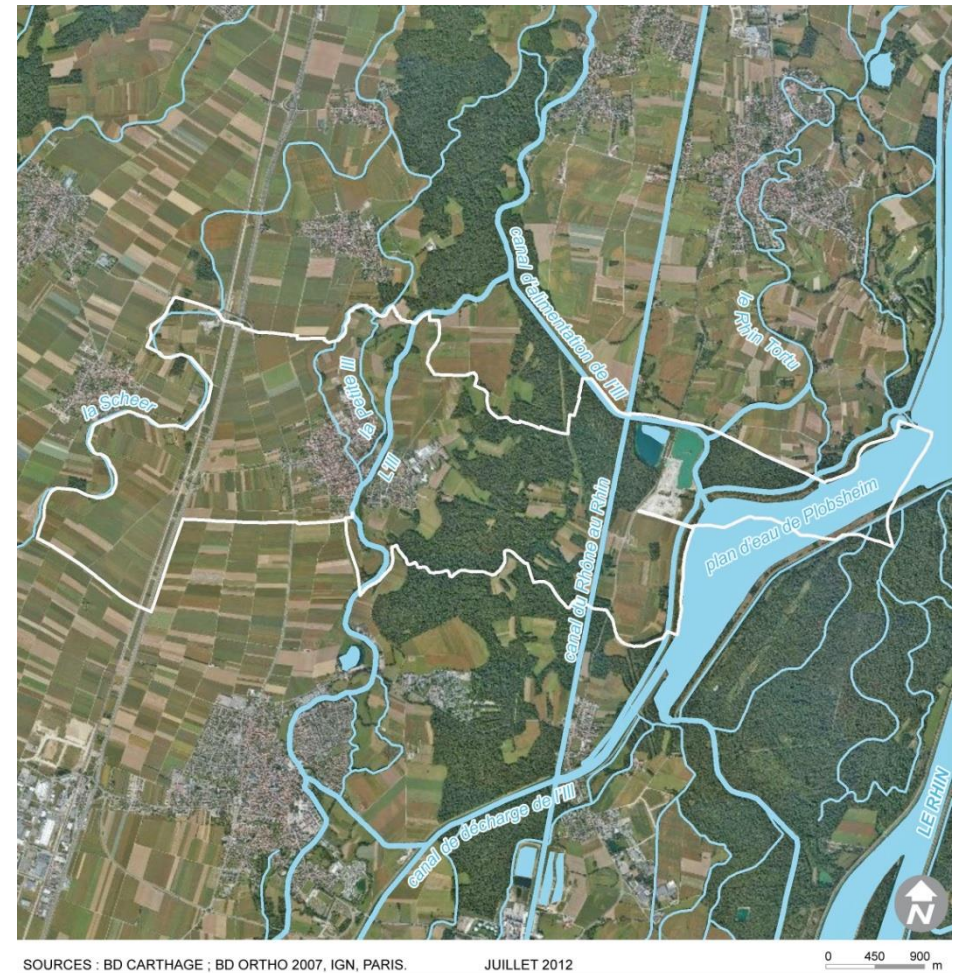 canal d'alimentation de l'Ill
le Rhin Tortu
la Scheer
la Petite Ill
L'Ill
plan d'eau de Plobsheim
canal du Rhône au Rhin
canal de décharge de l'Ill
LE RHIN
N
SOURCES : BD CARTHAGE ; BD ORTHO 2007, IGN, PARIS. JUILLET 2012
0 450 900 m